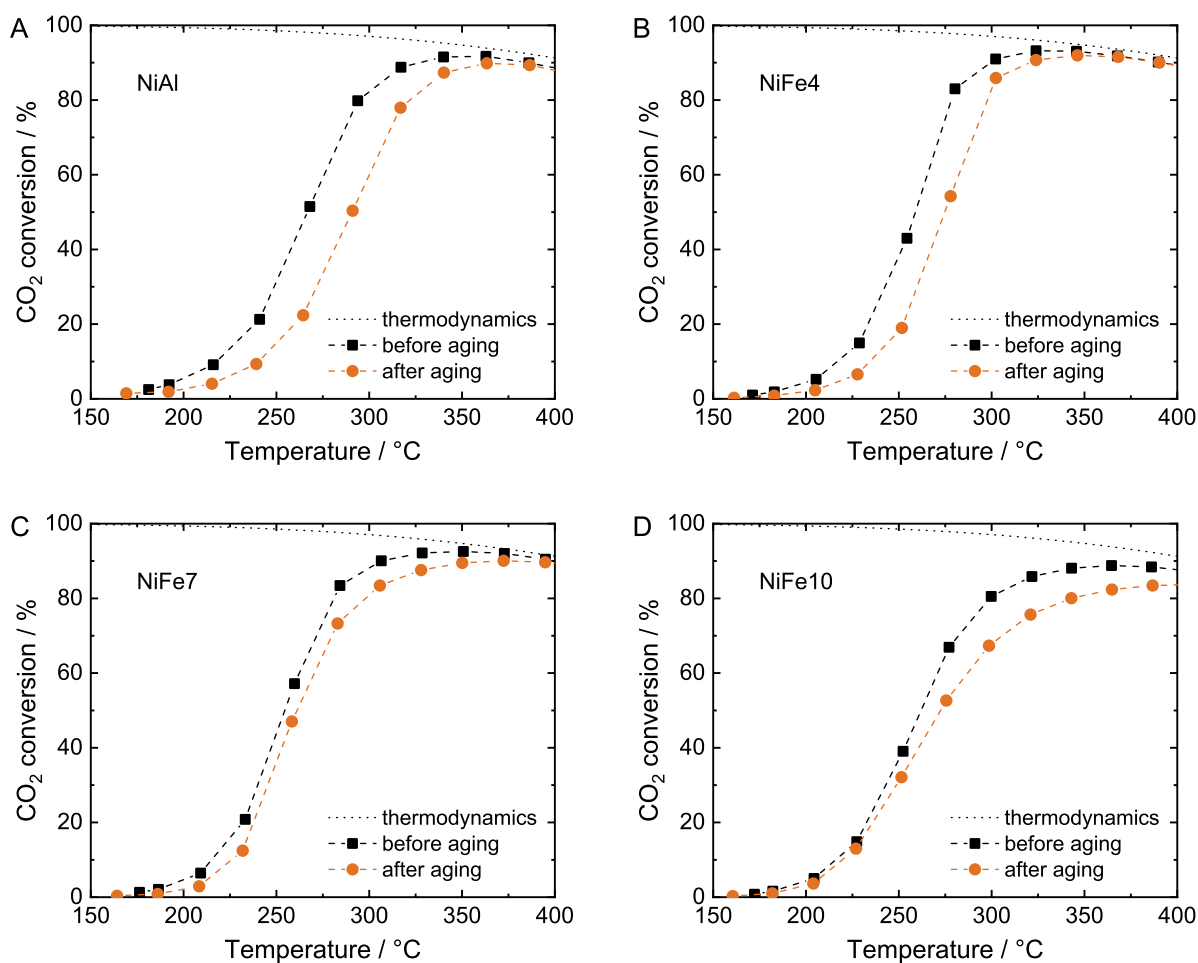 A
NiAl
CO2 conversion / %
100
80
60
40
20
0
thermodynamics
before aging
after aging
150 200 250 300 350 400
Temperature / °C
B
NiFe4
CO2 conversion / %
100
80
60
40
20
0
thermodynamics
before aging
after aging
150 200 250 300 350 400
Temperature / °C
C
NiFe7
CO2 conversion / %
100
80
60
40
20
0
thermodynamics
before aging
after aging
150 200 250 300 350 400
Temperature / °C
D
NiFe10
CO2 conversion / %
100
80
60
40
20
0
thermodynamics
before aging
after aging
150 200 250 300 350 400
Temperature / °C